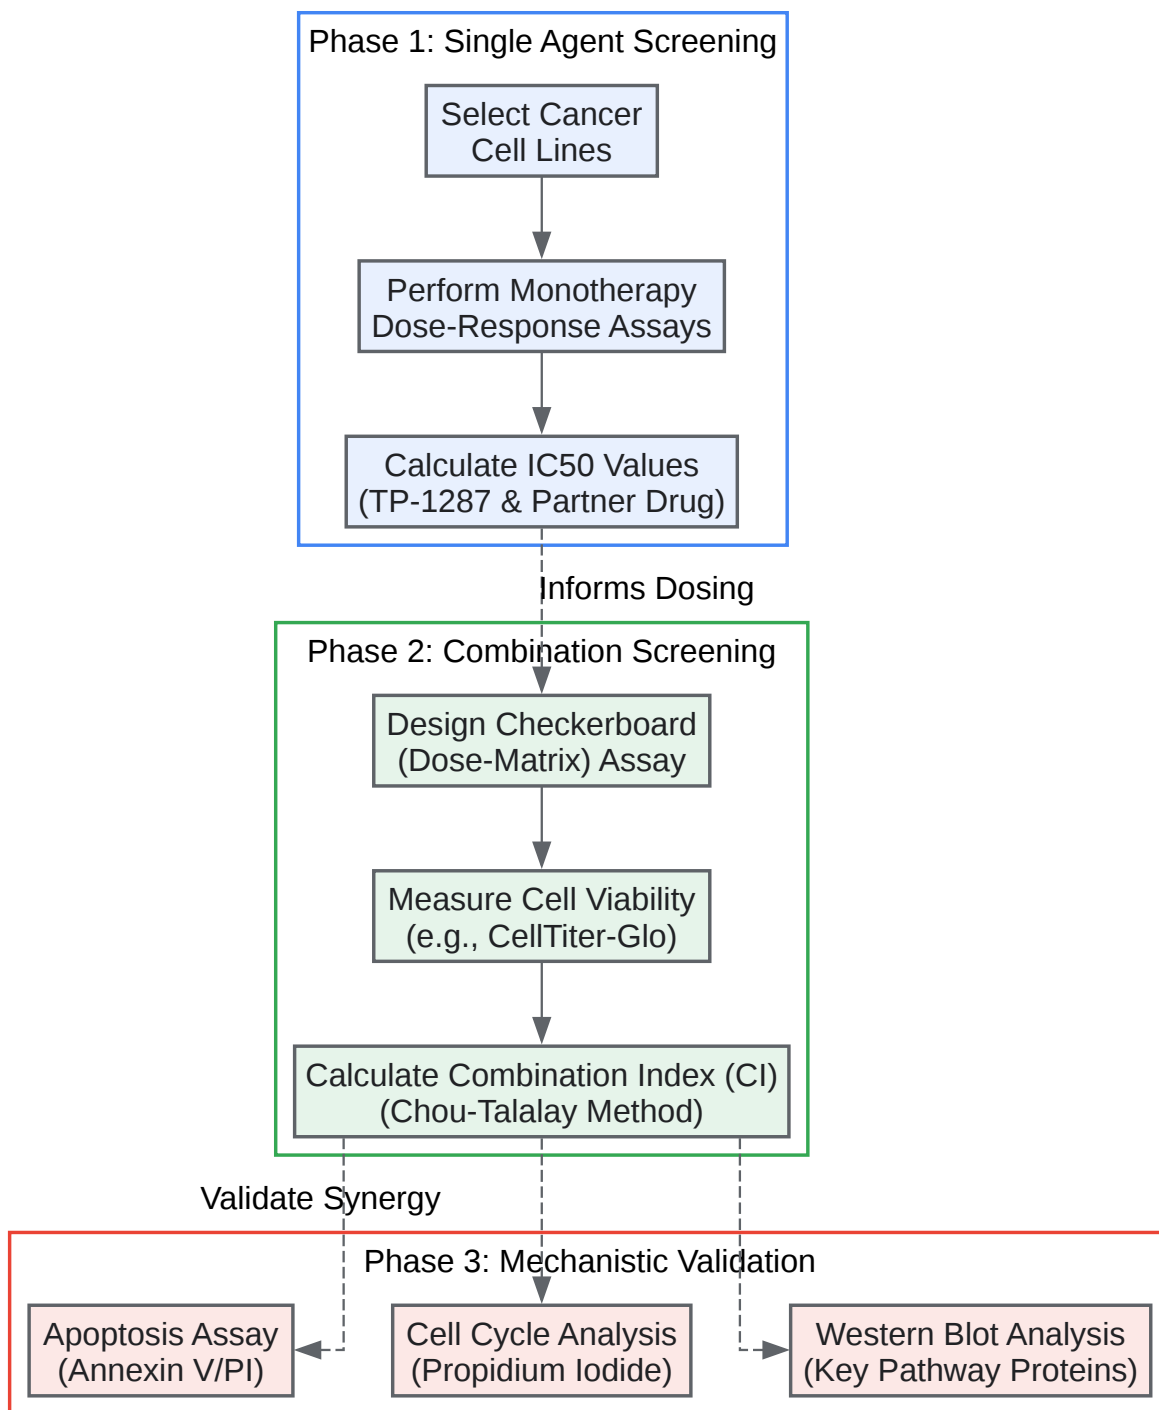 Phase 1: Single Agent Screening
Select Cancer
Cell Lines
Perform Monotherapy
Dose-Response Assays
Calculate IC50 Values
(TP-1287 & Partner Drug)
Informs Dosing
Phase 2: Combination Screening
Design Checkerboard
(Dose-Matrix) Assay
Measure Cell Viability
(e.g., CellTiter-Glo)
Calculate Combination Index (CI)
(Chou-Talalay Method)
Validate Synergy
Phase 3: Mechanistic Validation
Apoptosis Assay
(Annexin V/PI)
Cell Cycle Analysis
(Propidium Iodide)
Western Blot Analysis
(Key Pathway Proteins)